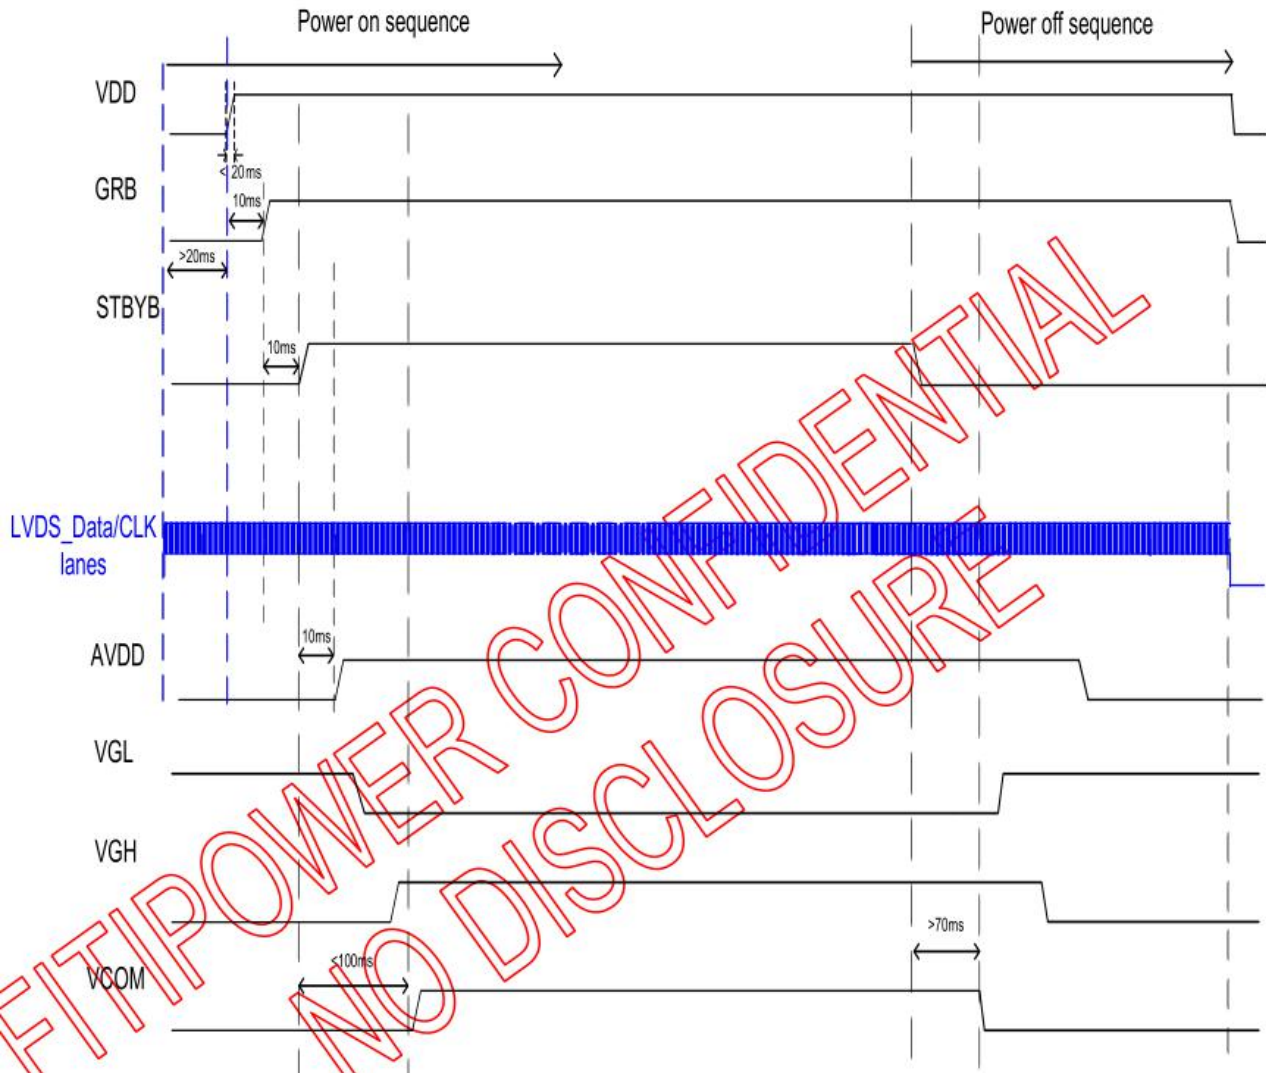 Power on sequence
Power off sequence
VDD
< 20ms
GRB
10ms
>20ms
STBYB
10ms
LVDS_Data/CLK
lanes
10ms
AVDD
VGL
VGH
>70ms
<100ms
VCOM
FITIPOWER CONFIDENTIAL
NO DISCLOSURE